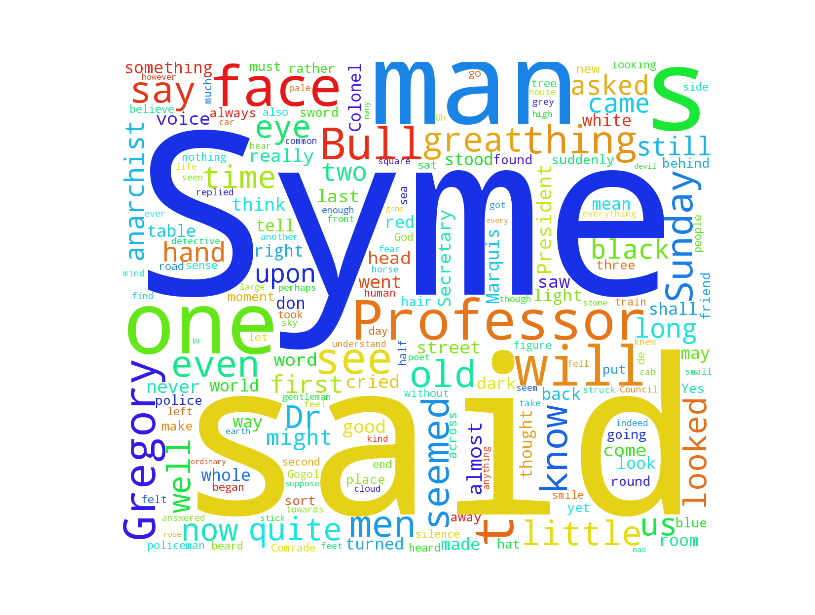 something
must
rather
man
s
new
looking
however
say
face
much
also
Colonel
go
tree
side
believe
always
pale
asked
house
voice
car
sword
came
grey
eye
Bull
great
thing
white
Oh
high
many
anarchist
really
common
still
nothing
hear
square
stood
found
suddenly
behind
life
seen
time
two
sat
devil
replied
Syme
ever
think
last
sea
President
mean
got
every
Sunday
table
tell
enough
gone
everything
detective
another
front
red
Secretary
Marquis
black
people
hand
right
God
mind
road
sense
fear
head
saw
three
upon
horse
went
find
large
perhaps
human
light
though
stone
shall
friend
moment
don
hair
train
took
day
one
sky
Professor
long
Mr
let
understand
figure
knew
word
half
street
fell
de
may
even
see
will
cab
small
never
world
first
poet
old
dark
put
struck
Council
Yes
cried
without
seem
police
gentleman
take
Gregory
left
way
feel
Dr
said
seemed
back
indeed
make
earth
good
might
across
almost
thought
know
going
looked
well
kind
come
ordinary
whole
second
end
anything
look
felt
began
suppose
Gogol
place
smile
round
sort
cloud
yet
answered
stick
towards
away
t
little
us
blue
now
quite
men
silence
rose
policeman
beard
Comrade
feet
turned
heard
made
hat
room
mad